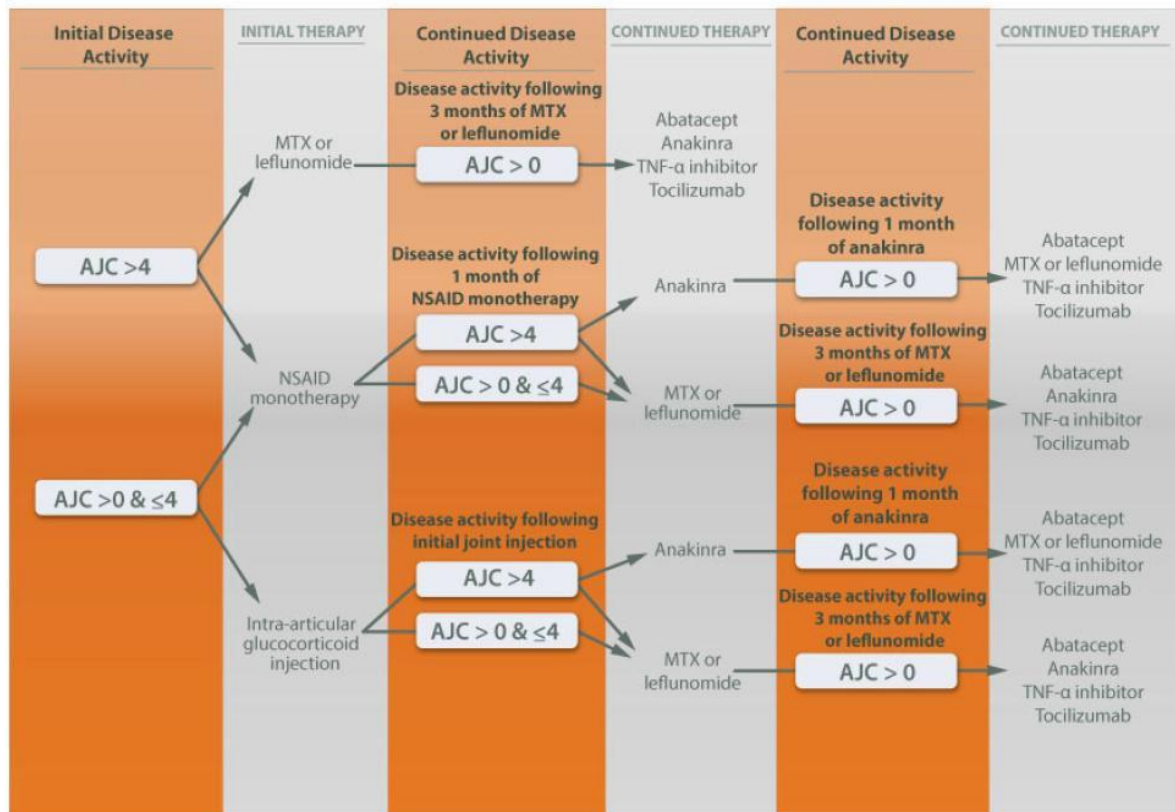 Initial Disease
Activity
INITIAL THERAPY
Continued Disease
Activity
CONTINUED THERAPY
Continued Disease
Activity
CONTINUED THERAPY
AJC >4
AJC >0 & ≤4
MTX or
leflunomide
NSAID
monotherapy
Intra-articular
glucocorticoid
injection
Disease activity following
3 months of MTX
or leflunomide
AJC > 0
Disease activity following
1 month of
NSAID monotherapy
AJC >4
AJC > 0 & ≤4
Disease activity following
initial joint injection
AJC >4
AJC > 0 & ≤4
Abatacept
Anakinra
TNF-α inhibitor
Tocilizumab
Anakinra
MTX or
leflunomide
Anakinra
MTX or
leflunomide
Disease activity
following 1 month
of anakinra
AJC > 0
Disease activity following
3 months of MTX
or leflunomide
AJC > 0
Disease activity
following 1 month
of anakinra
AJC > 0
Disease activity following
3 months of MTX
or leflunomide
AJC > 0
Abatacept
MTX or leflunomide
TNF-α inhibitor
Tocilizumab
Abatacept
Anakinra
TNF-α inhibitor
Tocilizumab
Abatacept
MTX or leflunomide
TNF-α inhibitor
Tocilizumab
Abatacept
Anakinra
TNF-α inhibitor
Tocilizumab